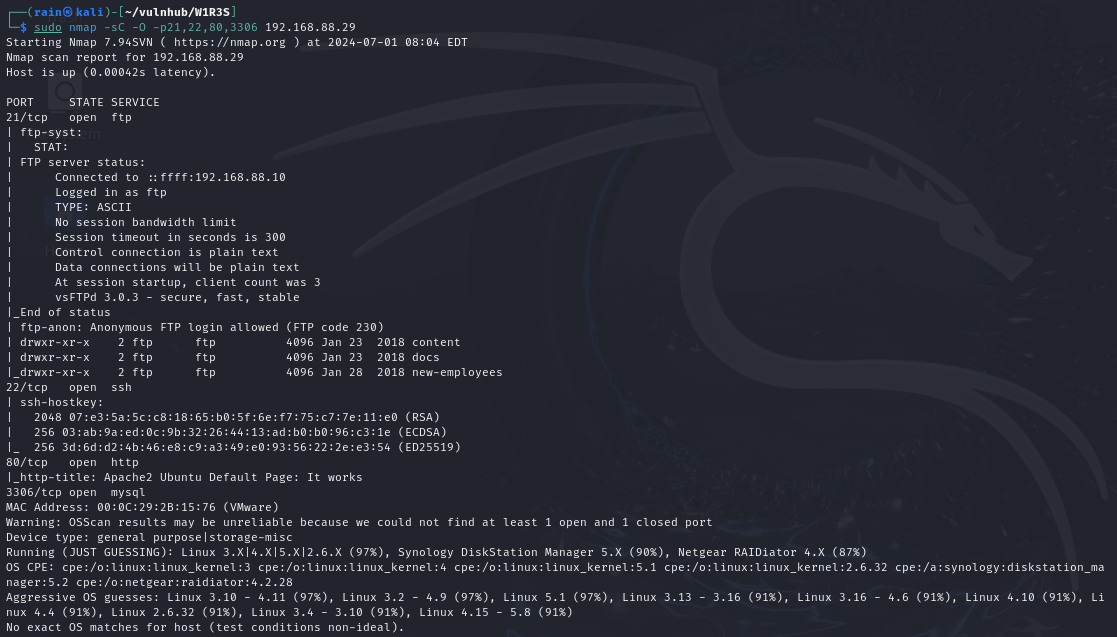 ┌──(rain㉿kali)-[~/vulnhub/W1R3S]
└─$ sudo nmap -sC -O -p21,22,80,3306 192.168.88.29
Starting Nmap 7.94SVN ( https://nmap.org ) at 2024-07-01 08:04 EDT
Nmap scan report for 192.168.88.29
Host is up (0.00042s latency).

PORT     STATE SERVICE
21/tcp   open  ftp
| ftp-syst:
|   STAT:
| FTP server status:
|      Connected to ::ffff:192.168.88.10
|      Logged in as ftp
|      TYPE: ASCII
|      No session bandwidth limit
|      Session timeout in seconds is 300
|      Control connection is plain text
|      Data connections will be plain text
|      At session startup, client count was 3
|      vsFTPd 3.0.3 - secure, fast, stable
|_End of status
| ftp-anon: Anonymous FTP login allowed (FTP code 230)
| drwxr-xr-x    2 ftp      ftp          4096 Jan 23  2018 content
| drwxr-xr-x    2 ftp      ftp          4096 Jan 23  2018 docs
|_drwxr-xr-x    2 ftp      ftp          4096 Jan 28  2018 new-employees
22/tcp   open  ssh
| ssh-hostkey:
|   2048 07:e3:5a:5c:c8:18:65:b0:5f:6e:f7:75:c7:7e:11:e0 (RSA)
|   256 03:ab:9a:ed:0c:9b:32:26:44:13:ad:b0:b0:96:c3:1e (ECDSA)
|_  256 3d:6d:d2:4b:46:e8:c9:a3:49:e0:93:56:22:2e:e3:54 (ED25519)
80/tcp   open  http
|_http-title: Apache2 Ubuntu Default Page: It works
3306/tcp open  mysql
MAC Address: 00:0C:29:2B:15:76 (VMware)
Warning: OSScan results may be unreliable because we could not find at least 1 open and 1 closed port
Device type: general purpose|storage-misc
Running (JUST GUESSING): Linux 3.X|4.X|5.X|2.6.X (97%), Synology DiskStation Manager 5.X (90%), Netgear RAIDiator 4.X (87%)
OS CPE: cpe:/o:linux:linux_kernel:3 cpe:/o:linux:linux_kernel:4 cpe:/o:linux:linux_kernel:5.1 cpe:/o:linux:linux_kernel:2.6.32 cpe:/a:synology:diskstation_ma
nager:5.2 cpe:/o:netgear:raidiator:4.2.28
Aggressive OS guesses: Linux 3.10 - 4.11 (97%), Linux 3.2 - 4.9 (97%), Linux 5.1 (97%), Linux 3.13 - 3.16 (91%), Linux 3.16 - 4.6 (91%), Linux 4.10 (91%), Li
nux 4.4 (91%), Linux 2.6.32 (91%), Linux 3.4 - 3.10 (91%), Linux 4.15 - 5.8 (91%)
No exact OS matches for host (test conditions non-ideal).